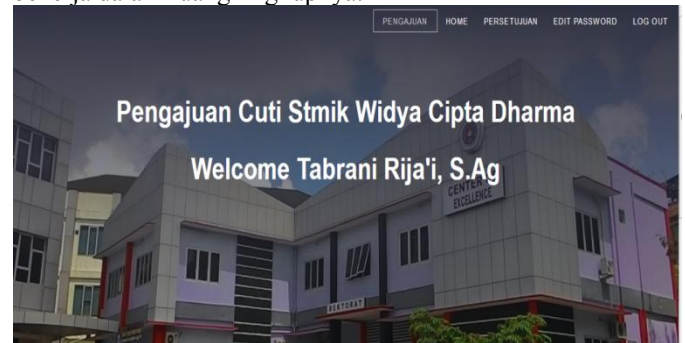 PENGAJUAN HOME PERSETUJUAN EDIT PASSWORD LOG OUT
Pengajuan Cuti Stmik Widya Cipta Dharma
Welcome Tabrani Rija'i, S.Ag
CENTER
EXCELLENCE
REKTORAT